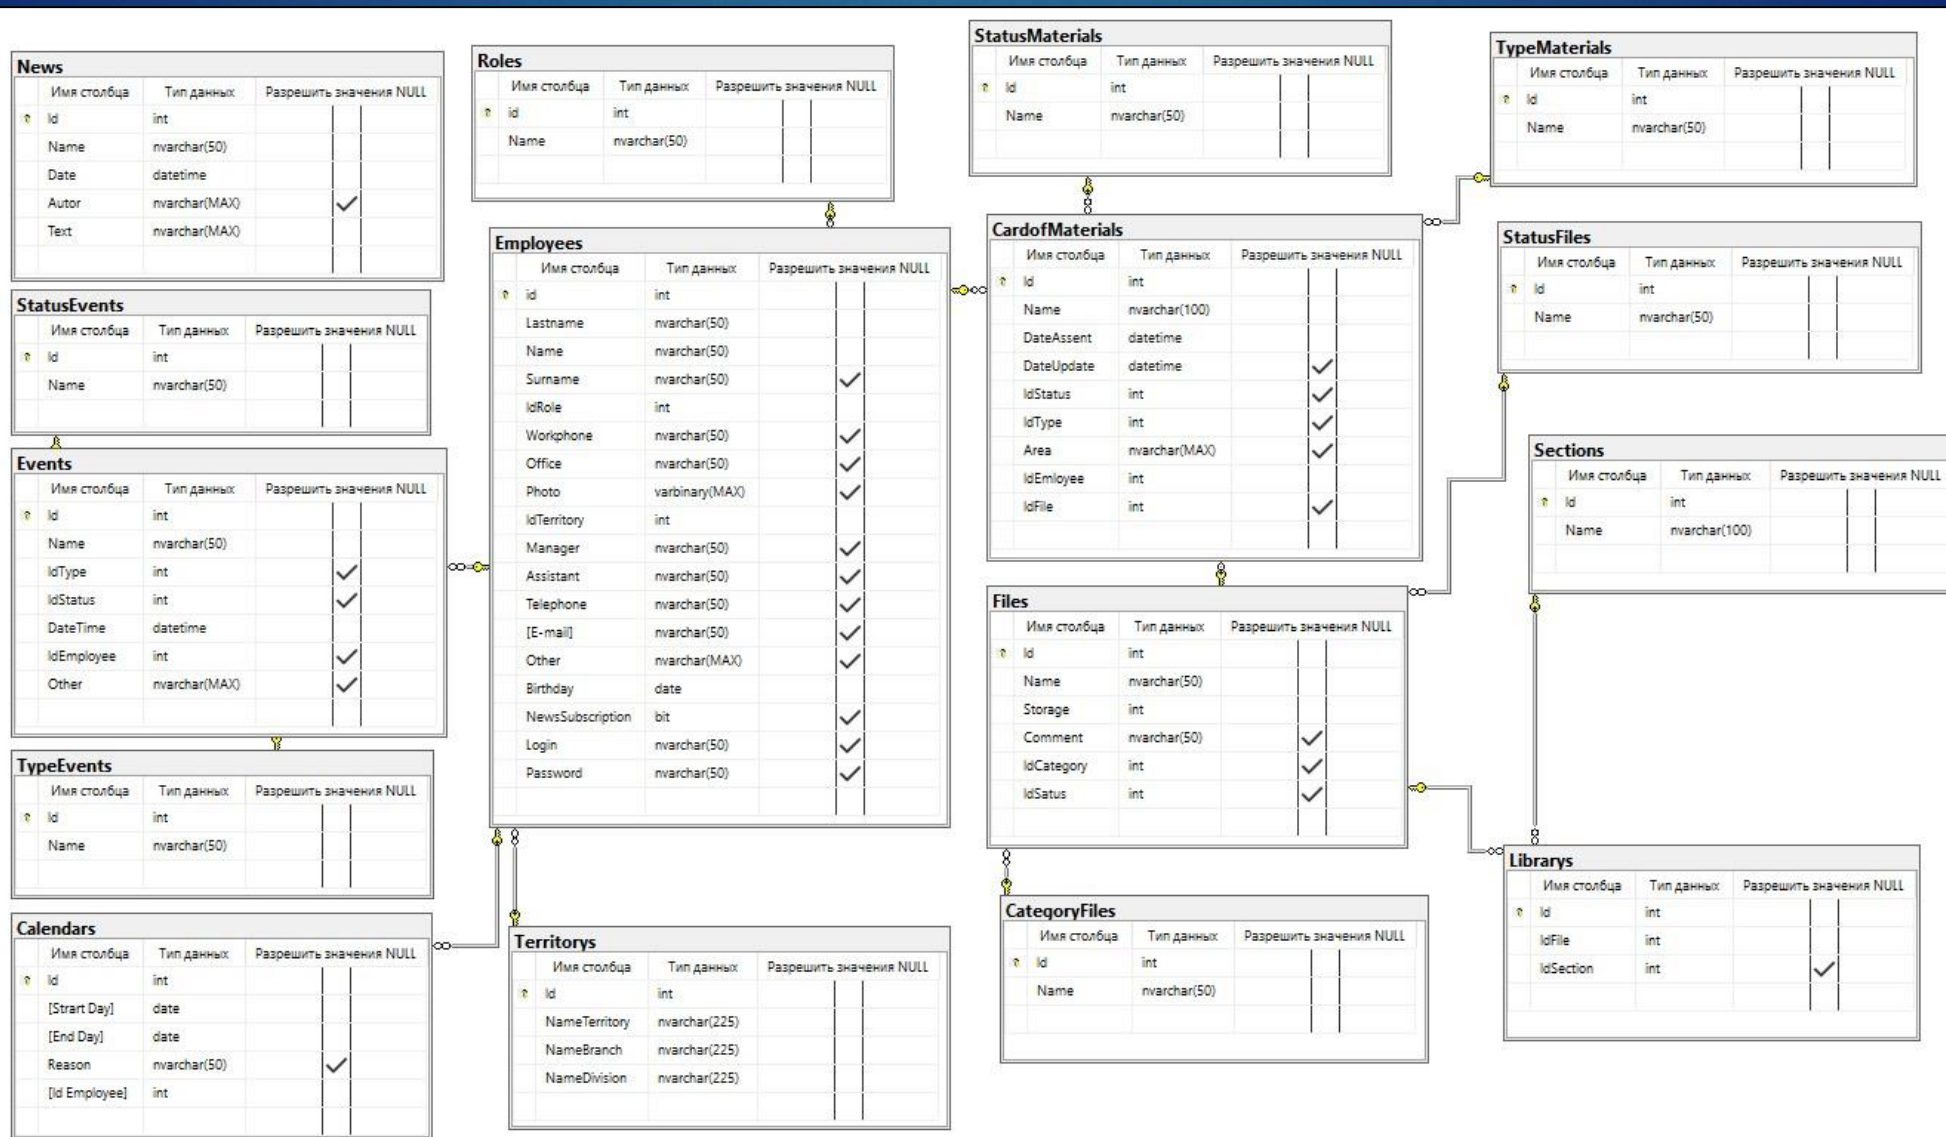 News
Имя столбца Тип данных Разрешить значения NULL
Id int
Name nvarchar(50)
Date datetime
Autor nvarchar(MAX)
Text nvarchar(MAX)
StatusEvents
Имя столбца Тип данных Разрешить значения NULL
Id int
Name nvarchar(50)
Events
Имя столбца Тип данных Разрешить значения NULL
Id int
Name nvarchar(50)
IdType int
IdStatus int
DateTime datetime
IdEmployee int
Other nvarchar(MAX)
TypeEvents
Имя столбца Тип данных Разрешить значения NULL
Id int
Name nvarchar(50)
Calendars
Имя столбца Тип данных Разрешить значения NULL
Id int
[Strart Day] date
[End Day] date
Reason nvarchar(50)
[Id Employee] int
Roles
Имя столбца Тип данных Разрешить значения NULL
id int
Name nvarchar(50)
Employees
Имя столбца Тип данных Разрешить значения NULL
id int
Lastname nvarchar(50)
Name nvarchar(50)
Surname nvarchar(50)
IdRole int
Workphone nvarchar(50)
Office nvarchar(50)
Photo varbinary(MAX)
IdTerritory int
Manager nvarchar(50)
Assistant nvarchar(50)
Telephone nvarchar(50)
[E-mail] nvarchar(50)
Other nvarchar(MAX)
Birthday date
NewsSubscription bit
Login nvarchar(50)
Password nvarchar(50)
Territorys
Имя столбца Тип данных Разрешить значения NULL
Id int
NameTerritory nvarchar(225)
NameBranch nvarchar(225)
NameDivision nvarchar(225)
StatusMaterials
Имя столбца Тип данных Разрешить значения NULL
Id int
Name nvarchar(50)
CardofMaterials
Имя столбца Тип данных Разрешить значения NULL
Id int
Name nvarchar(100)
DateAssent datetime
DateUpdate datetime
IdStatus int
IdType int
Area nvarchar(MAX)
IdEmloyee int
IdFile int
Files
Имя столбца Тип данных Разрешить значения NULL
Id int
Name nvarchar(50)
Storage int
Comment nvarchar(50)
IdCategory int
IdSatus int
CategoryFiles
Имя столбца Тип данных Разрешить значения NULL
Id int
Name nvarchar(50)
TypeMaterials
Имя столбца Тип данных Разрешить значения NULL
Id int
Name nvarchar(50)
StatusFiles
Имя столбца Тип данных Разрешить значения NULL
Id int
Name nvarchar(50)
Sections
Имя столбца Тип данных Разрешить значения NULL
Id int
Name nvarchar(100)
Librarys
Имя столбца Тип данных Разрешить значения NULL
Id int
IdFile int
IdSection int